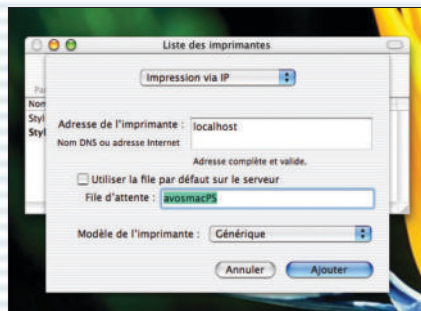 Liste des imprimantes
Impression via IP
Nom
Styl
Styl
Adresse de l'imprimante : localhost
Nom DNS ou adresse Internet
Adresse complète et valide.
Utiliser la file par défaut sur le serveur
File d'attente : avosmacPS
Modèle de l'imprimante : Générique
Annuler
Ajouter